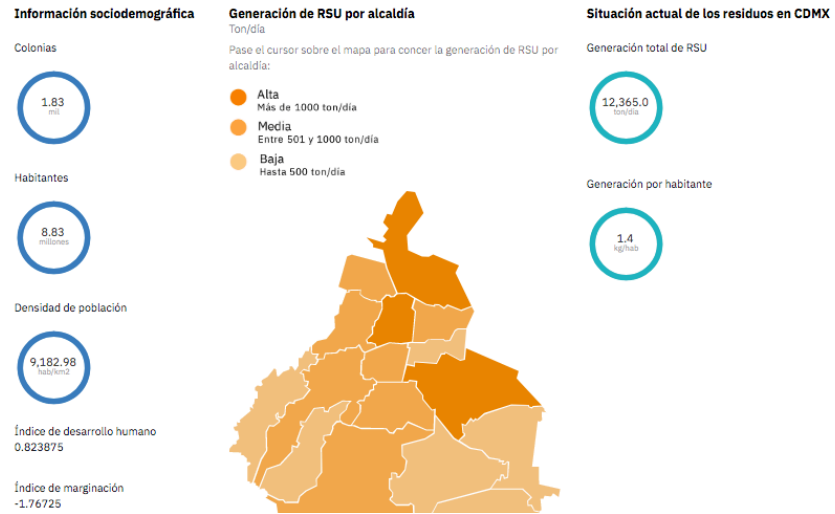 Información sociodemográfica
Colonias
1.83
mil
Habitantes
8.83
millones
Densidad de población
9,182.98
hab/km2
Índice de desarrollo humano
0.823875
Índice de marginación
-1.76725
Generación de RSU por alcaldía
Ton/día
Pase el cursor sobre el mapa para concer la generación de RSU por
alcaldía:
Alta
Más de 1000 ton/día
Media
Entre 501 y 1000 ton/día
Baja
Hasta 500 ton/día
Situación actual de los residuos en CDMX
Generación total de RSU
12,365.0
ton/día
Generación por habitante
1.4
kg/hab